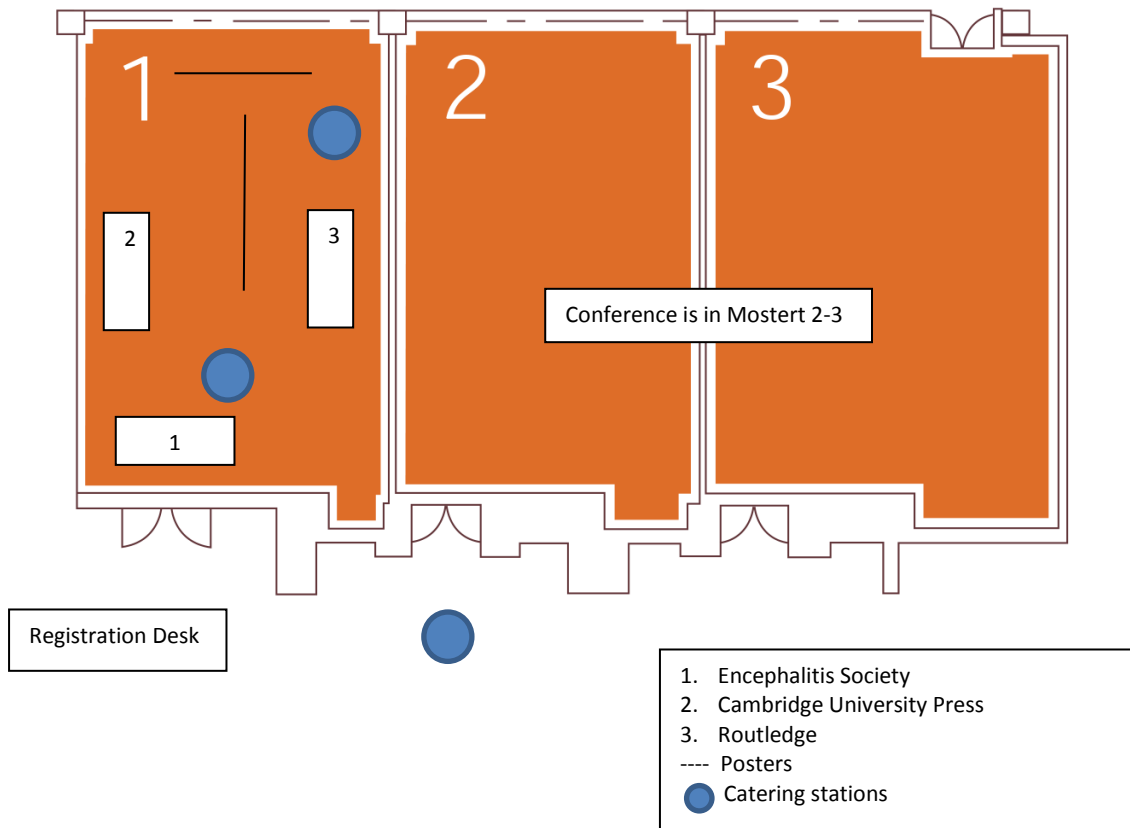 1
2
3
2
3
Conference is in Mostert 2-3
1
Registration Desk
1. Encephalitis Society
2. Cambridge University Press
3. Routledge
---- Posters
Catering stations